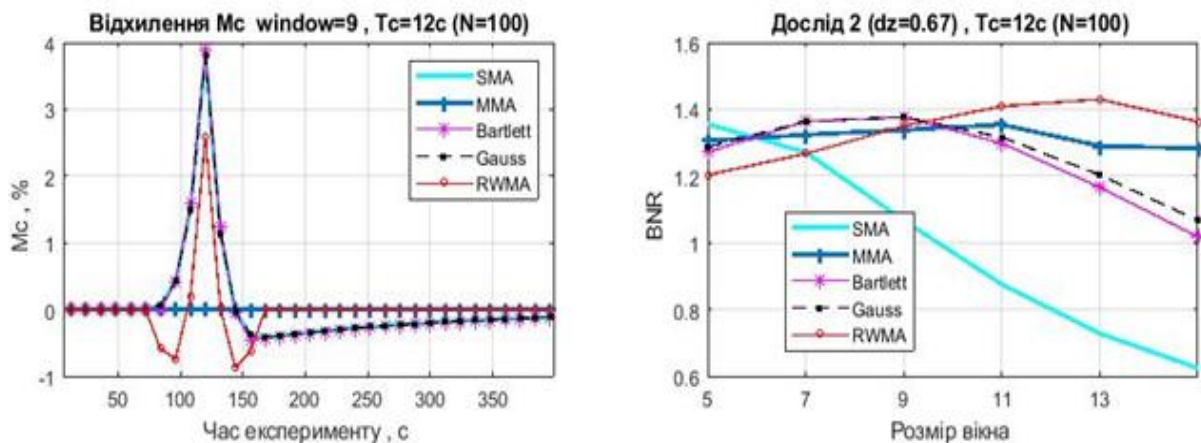 Відхилення Mc window=9 , Tc=12c (N=100)
Mc , %
4
3
2
1
0
-1
SMA
MMA
Bartlett
Gauss
RWMA
50 100 150 200 250 300 350
Час експерименту , с
Дослід 2 (dz=0.67) , Tc=12c (N=100)
BNR
1.6
1.4
1.2
1
0.8
0.6
SMA
MMA
Bartlett
Gauss
RWMA
5 7 9 11 13
Розмір вікна